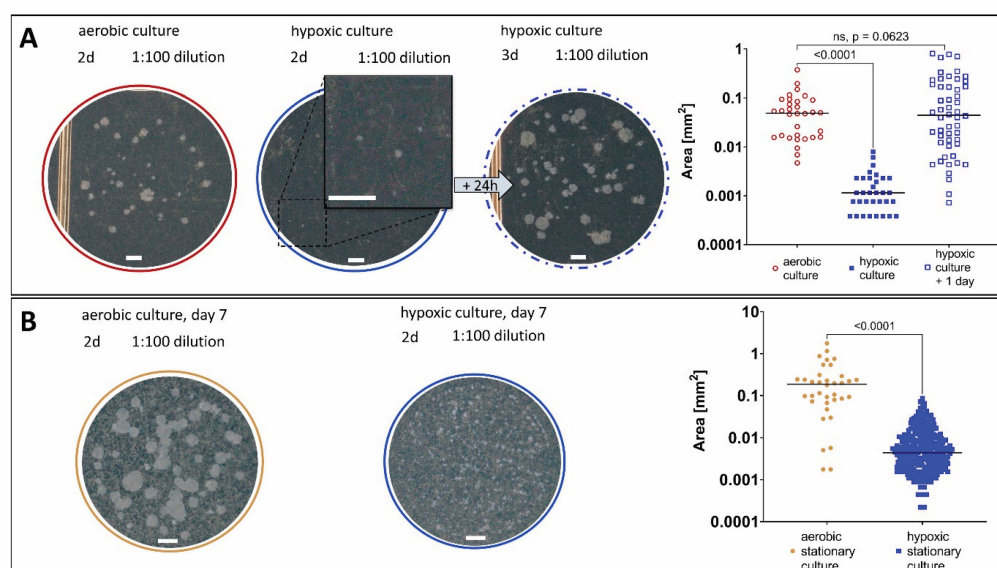 A
aerobic culture
2d 1:100 dilution
hypoxic culture
2d 1:100 dilution
+ 24h
hypoxic culture
3d 1:100 dilution
ns, p = 0.0623
<0.0001
Area [mm2]
1
0.1
0.01
0.001
0.0001
aerobic
culture
hypoxic
culture
hypoxic
culture
+ 1 day
B
aerobic culture, day 7
2d 1:100 dilution
hypoxic culture, day 7
2d 1:100 dilution
<0.0001
Area [mm2]
10
1
0.1
0.01
0.001
0.0001
aerobic
stationary
culture
hypoxic
stationary
culture